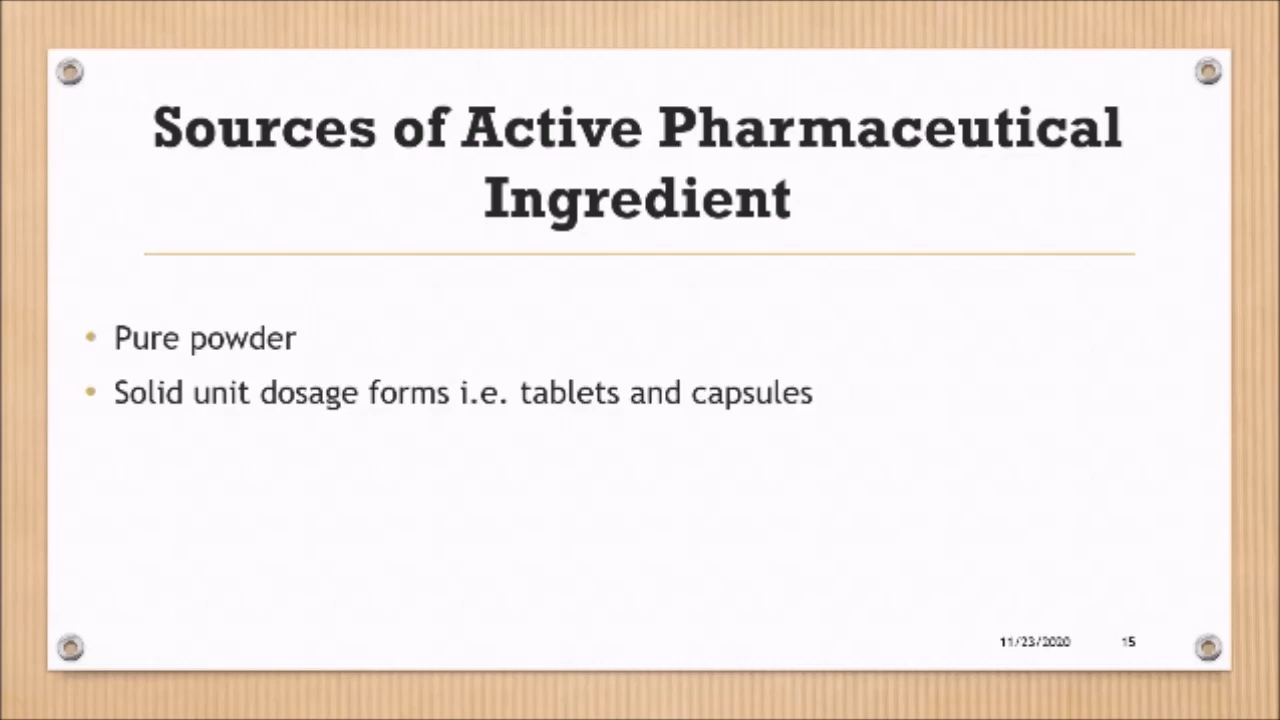 Sources of Active Pharmaceutical
Ingredient
• Pure powder
• Solid unit dosage forms i.e. tablets and capsules
11/23/2020 15